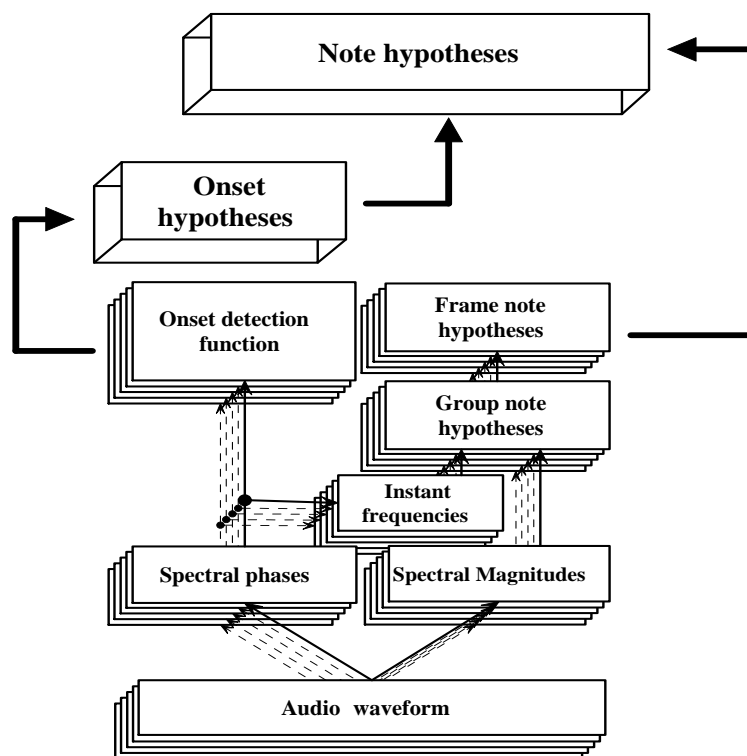 Note hypotheses
Onset
hypotheses
Onset detection
function
Frame note
hypotheses
Group note
hypotheses
Instant
frequencies
Spectral phases
Spectral Magnitudes
Audio waveform